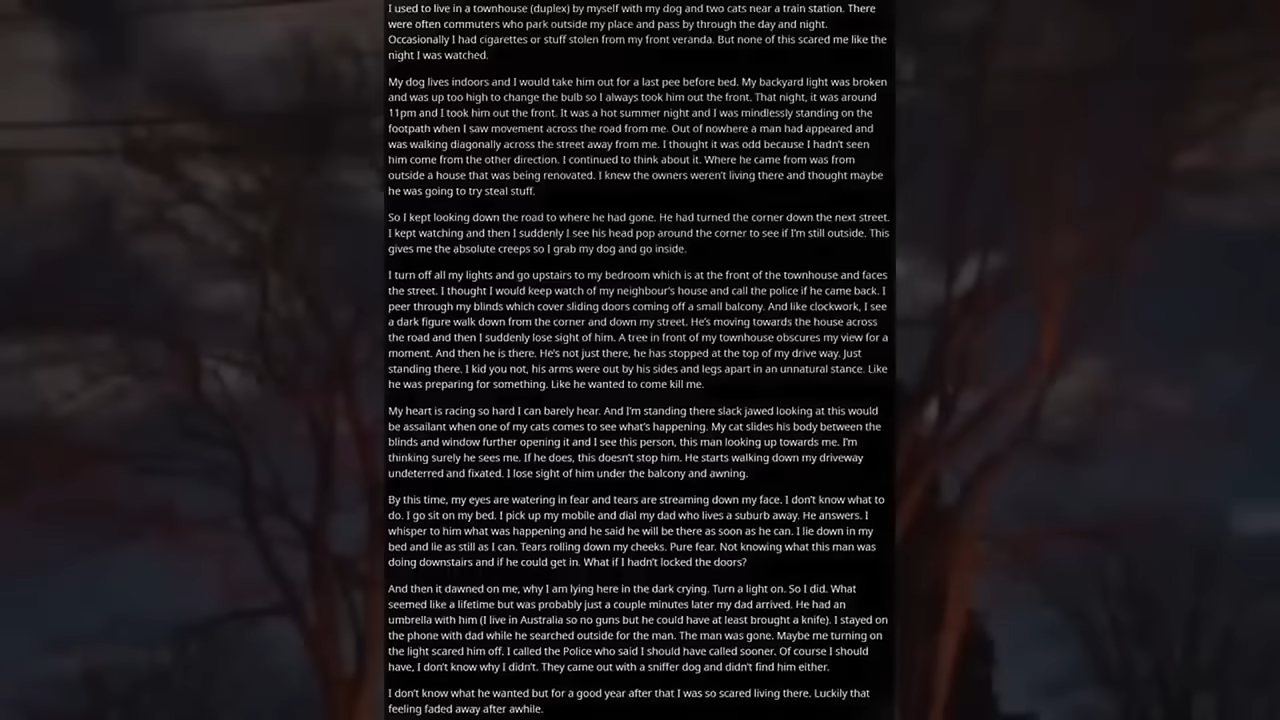 I used to live in a townhouse (duplex) by myself with my dog and two cats near a train station. There
were often commuters who park outside my place and pass by through the day and night.
Occasionally I had cigarettes or stuff stolen from my front veranda. But none of this scared me like the
night I was watched.
My dog lives indoors and I would take him out for a last pee before bed. My backyard light was broken
and was up too high to change the bulb so I always took him out the front. That night, it was around
11pm and I took him out the front. It was a hot summer night and I was mindlessly standing on the
footpath when I saw movement across the road from me. Out of nowhere a man had appeared and
was walking diagonally across the street away from me. I thought it was odd because I hadn't seen
him come from the other direction. I continued to think about it. Where he came from was from
outside a house that was being renovated. I knew the owners weren't living there and thought maybe
he was going to try steal stuff.
So I kept looking down the road to where he had gone. He had turned the corner down the next street.
I kept watching and then I suddenly I see his head pop around the corner to see if I'm still outside. This
gives me the absolute creeps so I grab my dog and go inside.
I turn off all my lights and go upstairs to my bedroom which is at the front of the townhouse and faces
the street. I thought I would keep watch of my neighbour's house and call the police if he came back. I
peer through my blinds which cover sliding doors coming off a small balcony. And like clockwork, I see
a dark figure walk down from the corner and down my street. He's moving towards the house across
the road and then I suddenly lose sight of him. A tree in front of my townhouse obscures my view for a
moment. And then he is there. He's not just there, he has stopped at the top of my drive way. Just
standing there. I kid you not, his arms were out by his sides and legs apart in an unnatural stance. Like
he was preparing for something. Like he wanted to come kill me.
My heart is racing so hard I can barely hear. And I'm standing there slack jawed looking at this would
be assailant when one of my cats comes to see what's happening. My cat slides his body between the
blinds and window further opening it and I see this person, this man looking up towards me. I'm
thinking surely he sees me. If he does, this doesn't stop him. He starts walking down my driveway
undeterred and fixated. I lose sight of him under the balcony and awning.
By this time, my eyes are watering in fear and tears are streaming down my face. I don't know what to
do. I go sit on my bed. I pick up my mobile and dial my dad who lives a suburb away. He answers. I
whisper to him what was happening and he said he will be there as soon as he can. I lie down in my
bed and lie as still as I can. Tears rolling down my cheeks. Pure fear. Not knowing what this man was
doing downstairs and if he could get in. What if I hadn't locked the doors?
And then it dawned on me, why I am lying here in the dark crying. Turn a light on. So I did. What
seemed like a lifetime but was probably just a couple minutes later my dad arrived. He had an
umbrella with him (I live in Australia so no guns but he could have at least brought a knife). I stayed on
the phone with dad while he searched outside for the man. The man was gone. Maybe me turning on
the light scared him off. I called the Police who said I should have called sooner. Of course I should
have, I don't know why I didn't. They came out with a sniffer dog and didn't find him either.
I don't know what he wanted but for a good year after that I was so scared living there. Luckily that
feeling faded away after awhile.